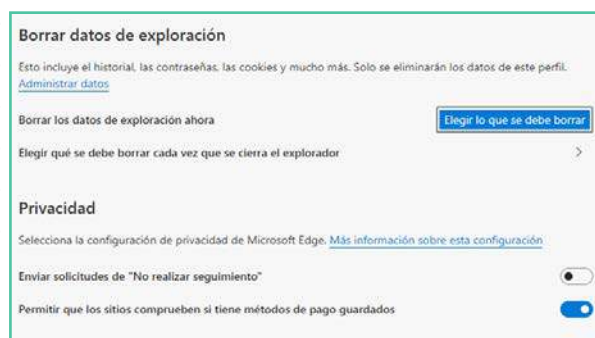 Borrar datos de exploración
Esto incluye el historial, las contraseñas, las cookies y mucho más. Solo se eliminarán los datos de este perfil.
Administrar datos
Borrar los datos de exploración ahora
Elegir lo que se debe borrar
Elegir qué se debe borrar cada vez que se cierra el explorador
Privacidad
Selecciona la configuración de privacidad de Microsoft Edge. Más información sobre esta configuración
Enviar solicitudes de "No realizar seguimiento"
Permitir que los sitios comprueben si tiene métodos de pago guardados